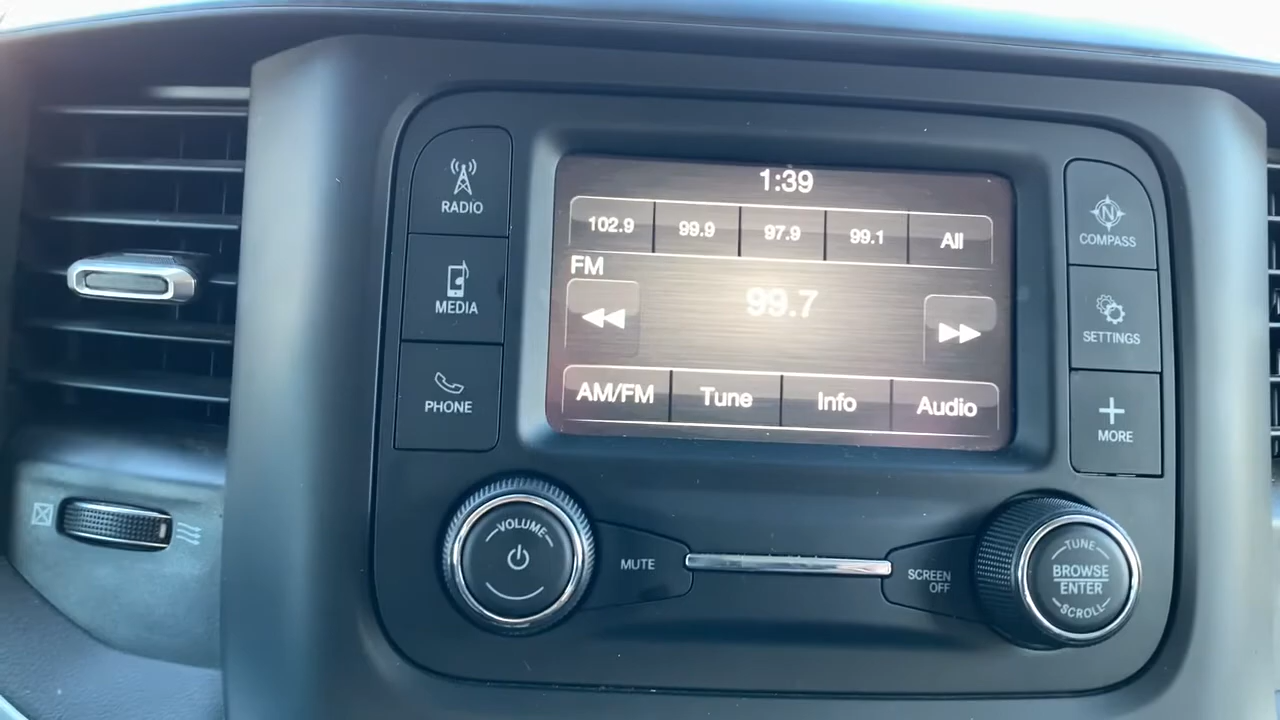 1:39
102.9 99.9 97.9 99.1 All
FM
99.7
AM/FM Tune Info Audio
RADIO
MEDIA
PHONE
N
COMPASS
SETTINGS
MORE
VOLUME
MUTE
SCREEN
OFF
TUNE
BROWSE
ENTER
SCROLL